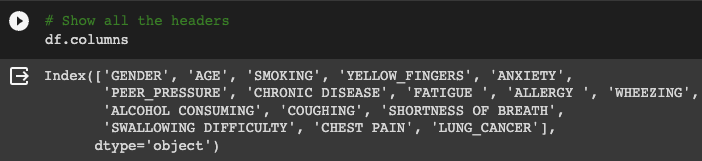 # Show all the headers
df.columns
Index(['GENDER', 'AGE', 'SMOKING', 'YELLOW_FINGERS', 'ANXIETY',
'PEER_PRESSURE', 'CHRONIC DISEASE', 'FATIGUE ', 'ALLERGY ', 'WHEEZING',
'ALCOHOL CONSUMING', 'COUGHING', 'SHORTNESS OF BREATH',
'SWALLOWING DIFFICULTY', 'CHEST PAIN', 'LUNG_CANCER'],
dtype='object')